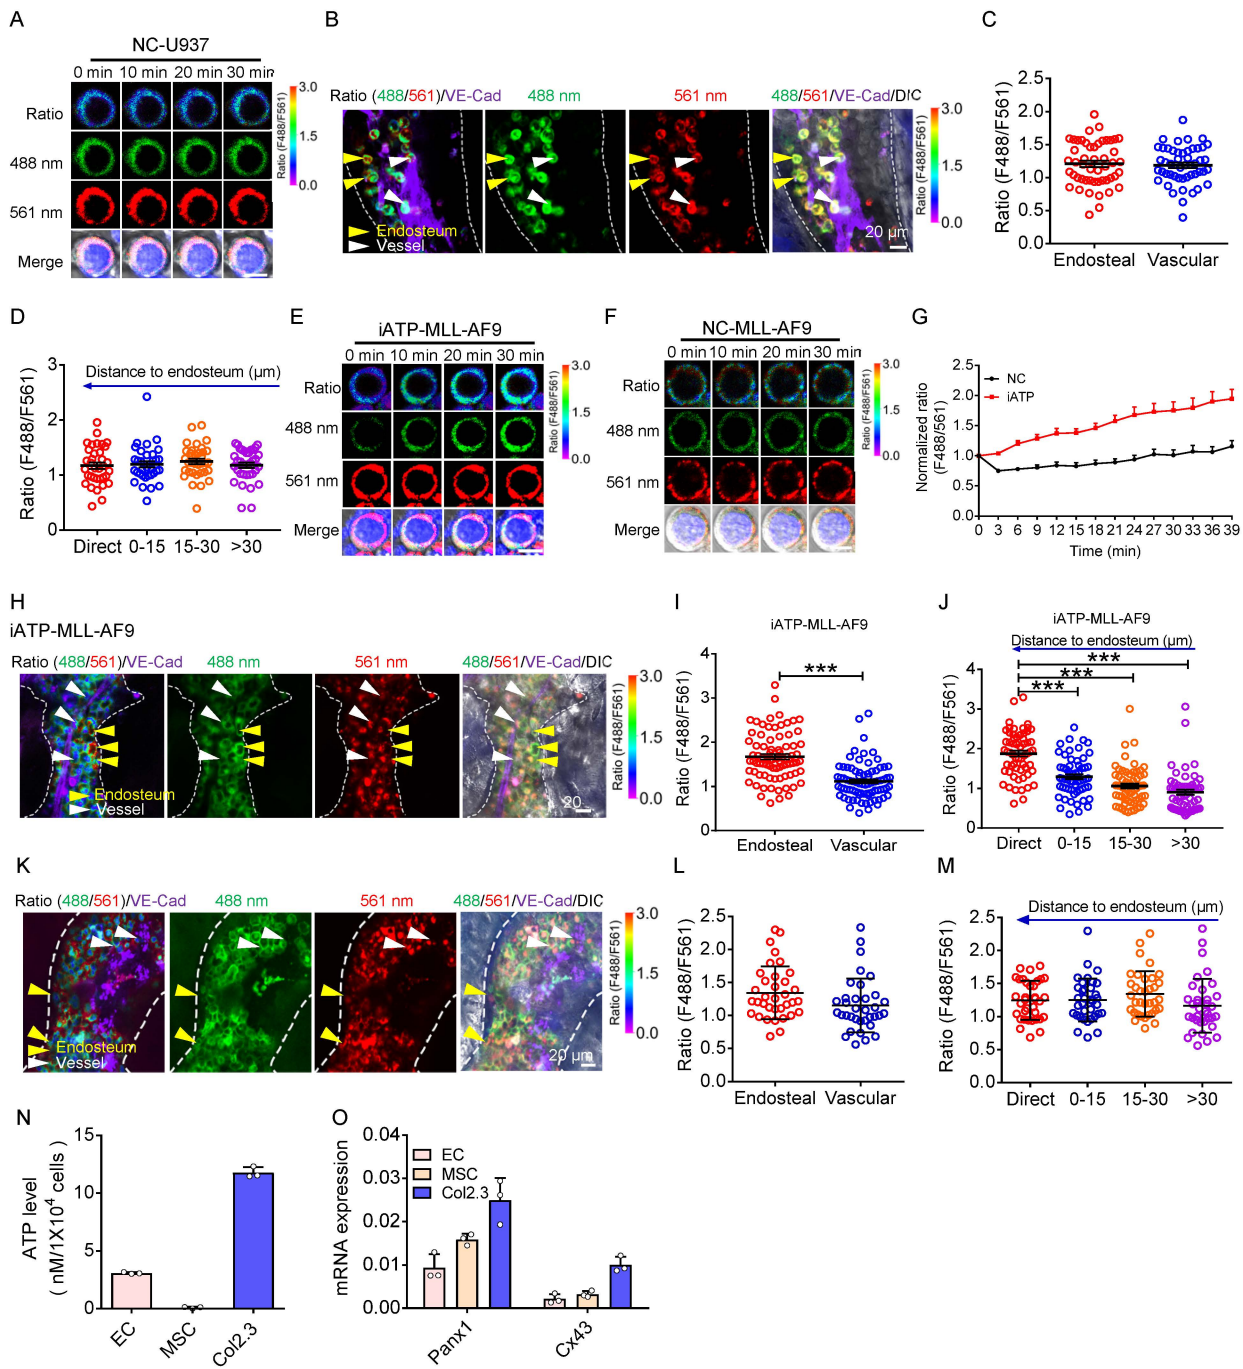 A
NC-U937
0 min 10 min 20 min 30 min
Ratio
488 nm
561 nm
Merge
3.0
1.5
0.0
Ratio (F488/F561)
B
Ratio (488/561)/VE-Cad 488 nm 561 nm 488/561/VE-Cad/DIC
Endosteum
Vessel
20 µm
3.0
1.5
0.0
Ratio (F488/F561)
C
Ratio (F488/F561)
2.5
2.0
1.5
1.0
0.5
0.0
Endosteal Vascular
D
Distance to endosteum (µm)
Ratio (F488/F561)
3
2
1
0
Direct 0-15 15-30 >30
E
iATP-MLL-AF9
0 min 10 min 20 min 30 min
Ratio
488 nm
561 nm
Merge
3.0
1.5
0.0
Ratio (F488/F561)
F
NC-MLL-AF9
0 min 10 min 20 min 30 min
Ratio
488 nm
561 nm
Merge
3.0
1.5
0.0
Ratio (F488/F561)
G
Normalized ratio
(F488/561)
2.5
2.0
1.5
1.0
0.5
0.0
NC
iATP
0 3 6 9 12 15 18 21 24 27 30 33 36 39
Time (min)
H
iATP-MLL-AF9
Ratio (488/561)/VE-Cad 488 nm 561 nm 488/561/VE-Cad/DIC
Endosteum
Vessel
20
3.0
1.5
0.0
Ratio (F488/F561)
I
iATP-MLL-AF9
***
Ratio (F488/F561)
4
3
2
1
0
Endosteal Vascular
J
iATP-MLL-AF9
Distance to endosteum (µm)
***
***
***
Ratio (F488/F561)
4
3
2
1
0
Direct 0-15 15-30 >30
K
Ratio (488/561)/VE-Cad 488 nm 561 nm 488/561/VE-Cad/DIC
Endosteum
Vessel
20 µm
3.0
1.5
0.0
Ratio (F488/F561)
L
Ratio (F488/F561)
2.5
2.0
1.5
1.0
0.5
0.0
Endosteal Vascular
M
Distance to endosteum (µm)
Ratio (F488/F561)
2.5
2.0
1.5
1.0
0.5
0.0
Direct 0-15 15-30 >30
N
ATP level
( nM/1X10⁴ cells )
15
10
5
0
EC MSC Col2.3
O
mRNA expression
0.04
0.03
0.02
0.01
0.00
EC
MSC
Col2.3
Panx1 Cx43